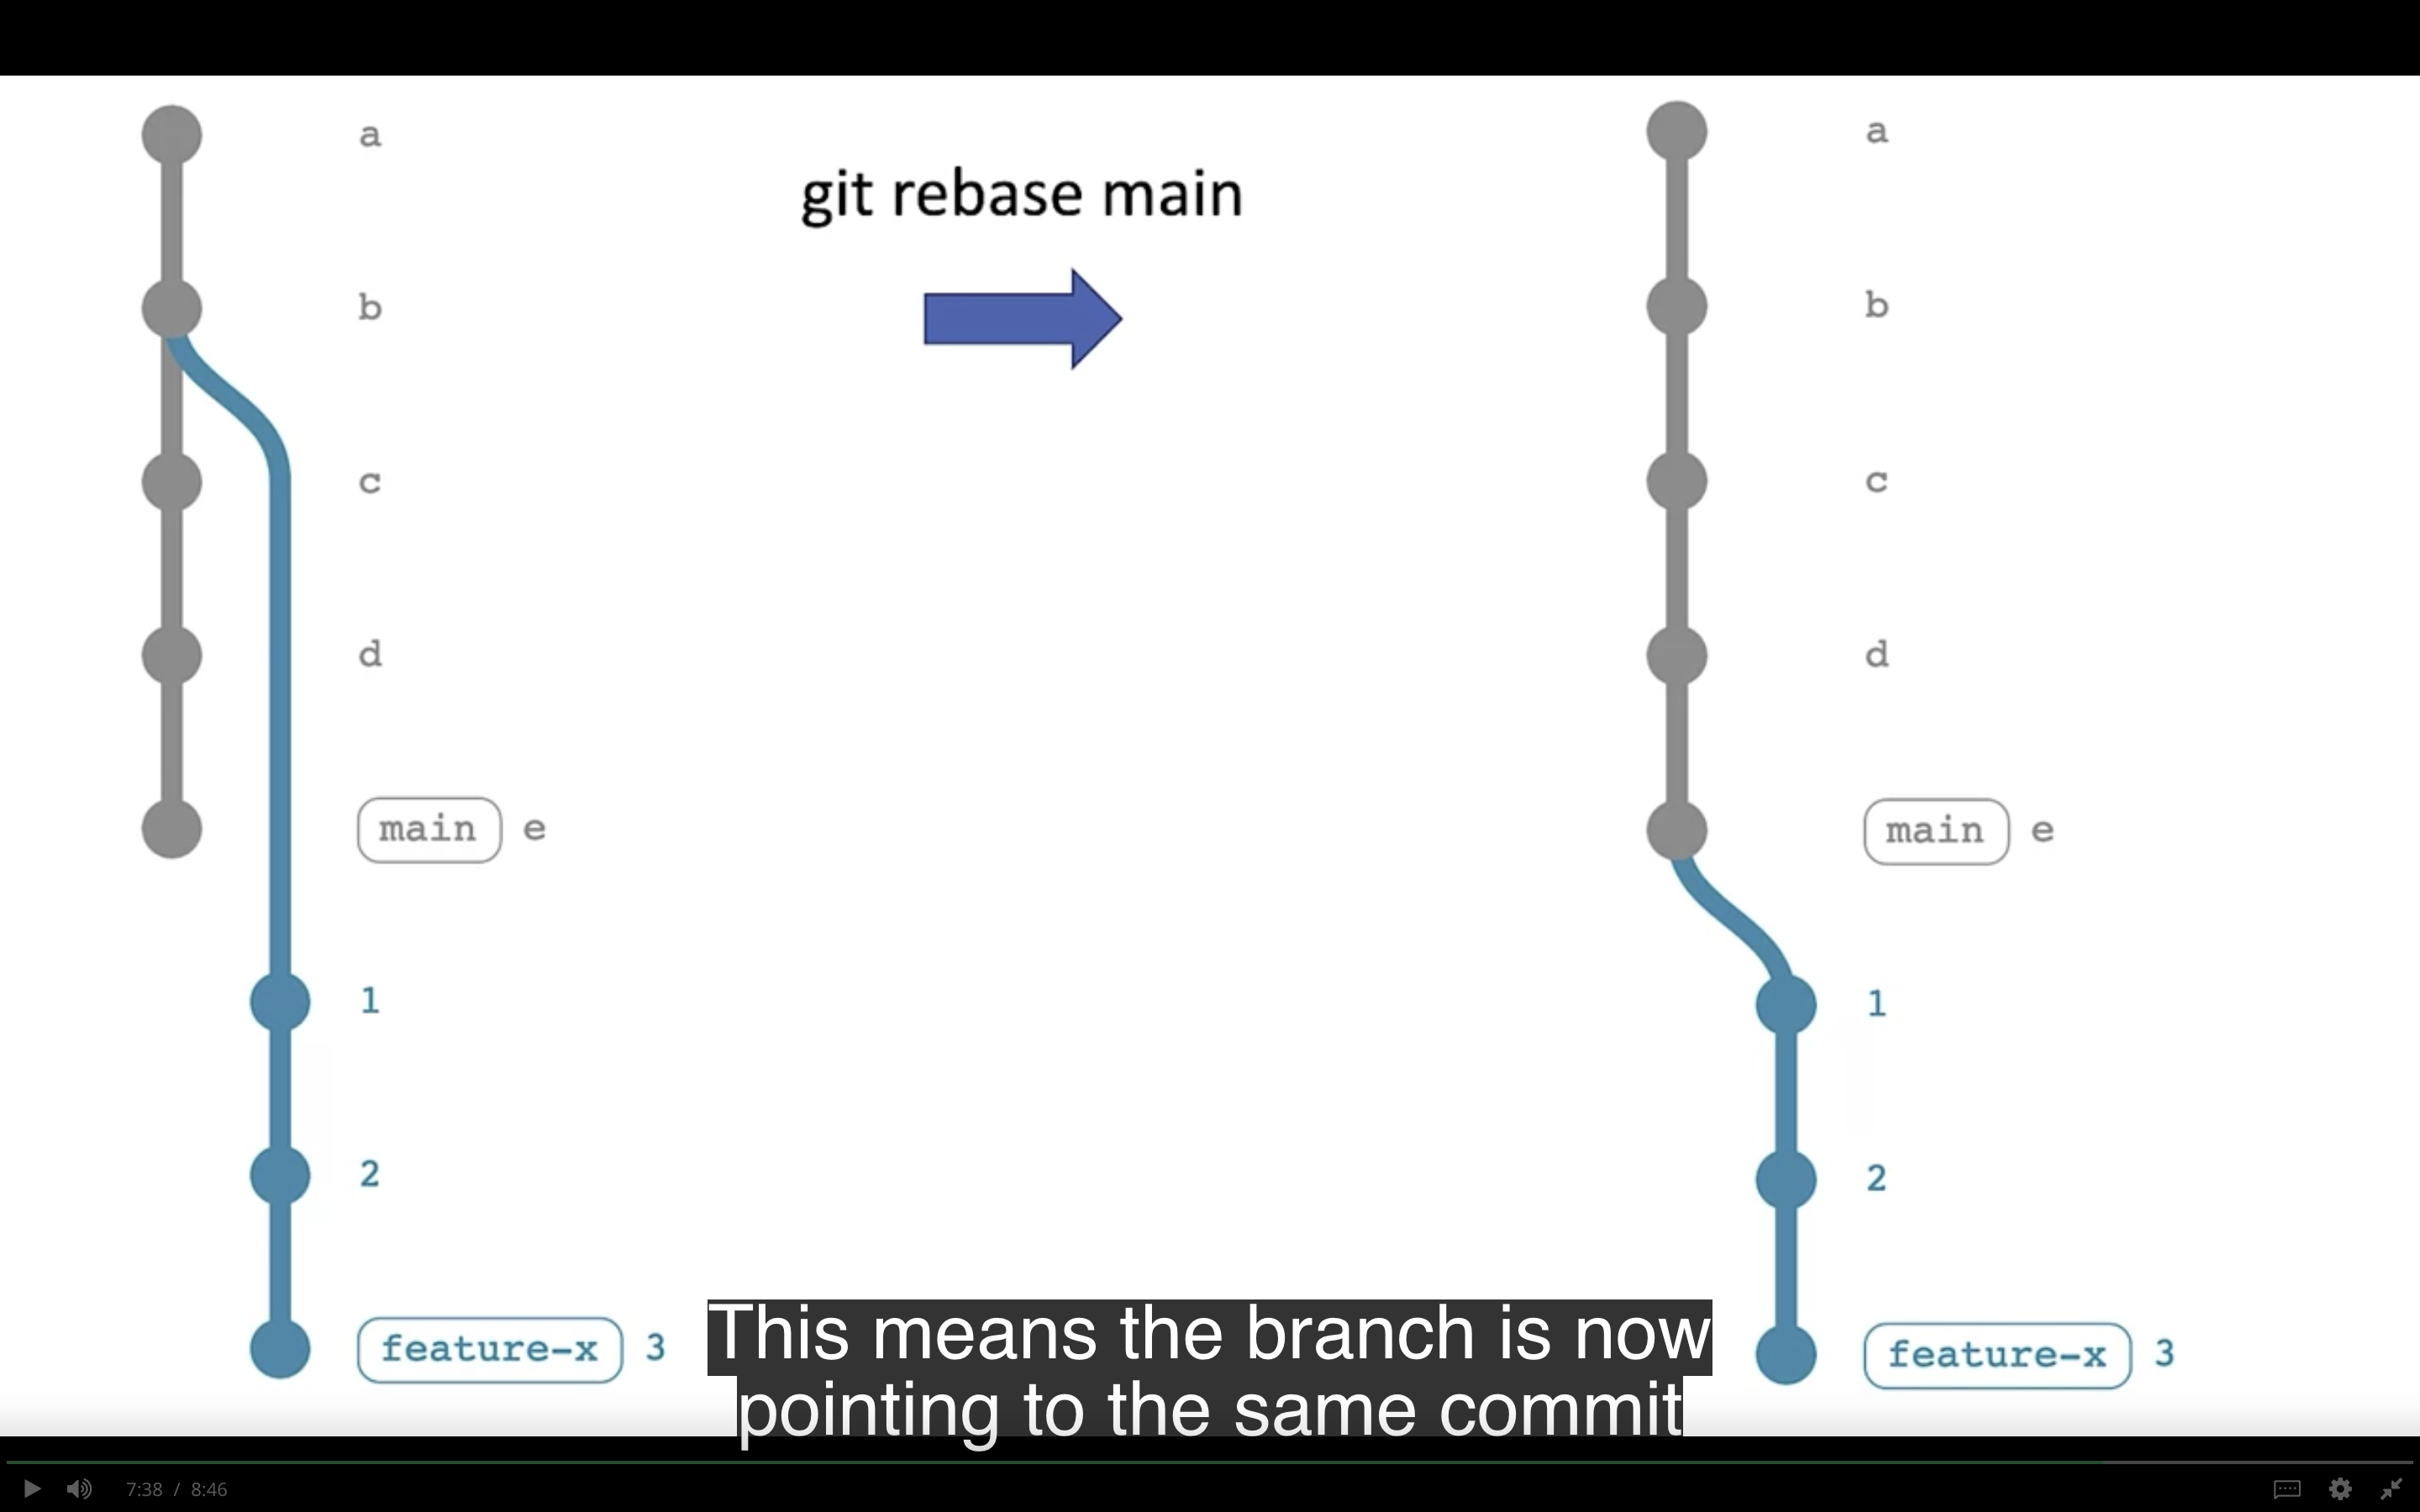 a
b
c
d
main e
1
2
feature-x 3
git rebase main
a
b
c
d
main e
1
2
feature-x 3
This means the branch is now
pointing to the same commit
7:38 / 8:46